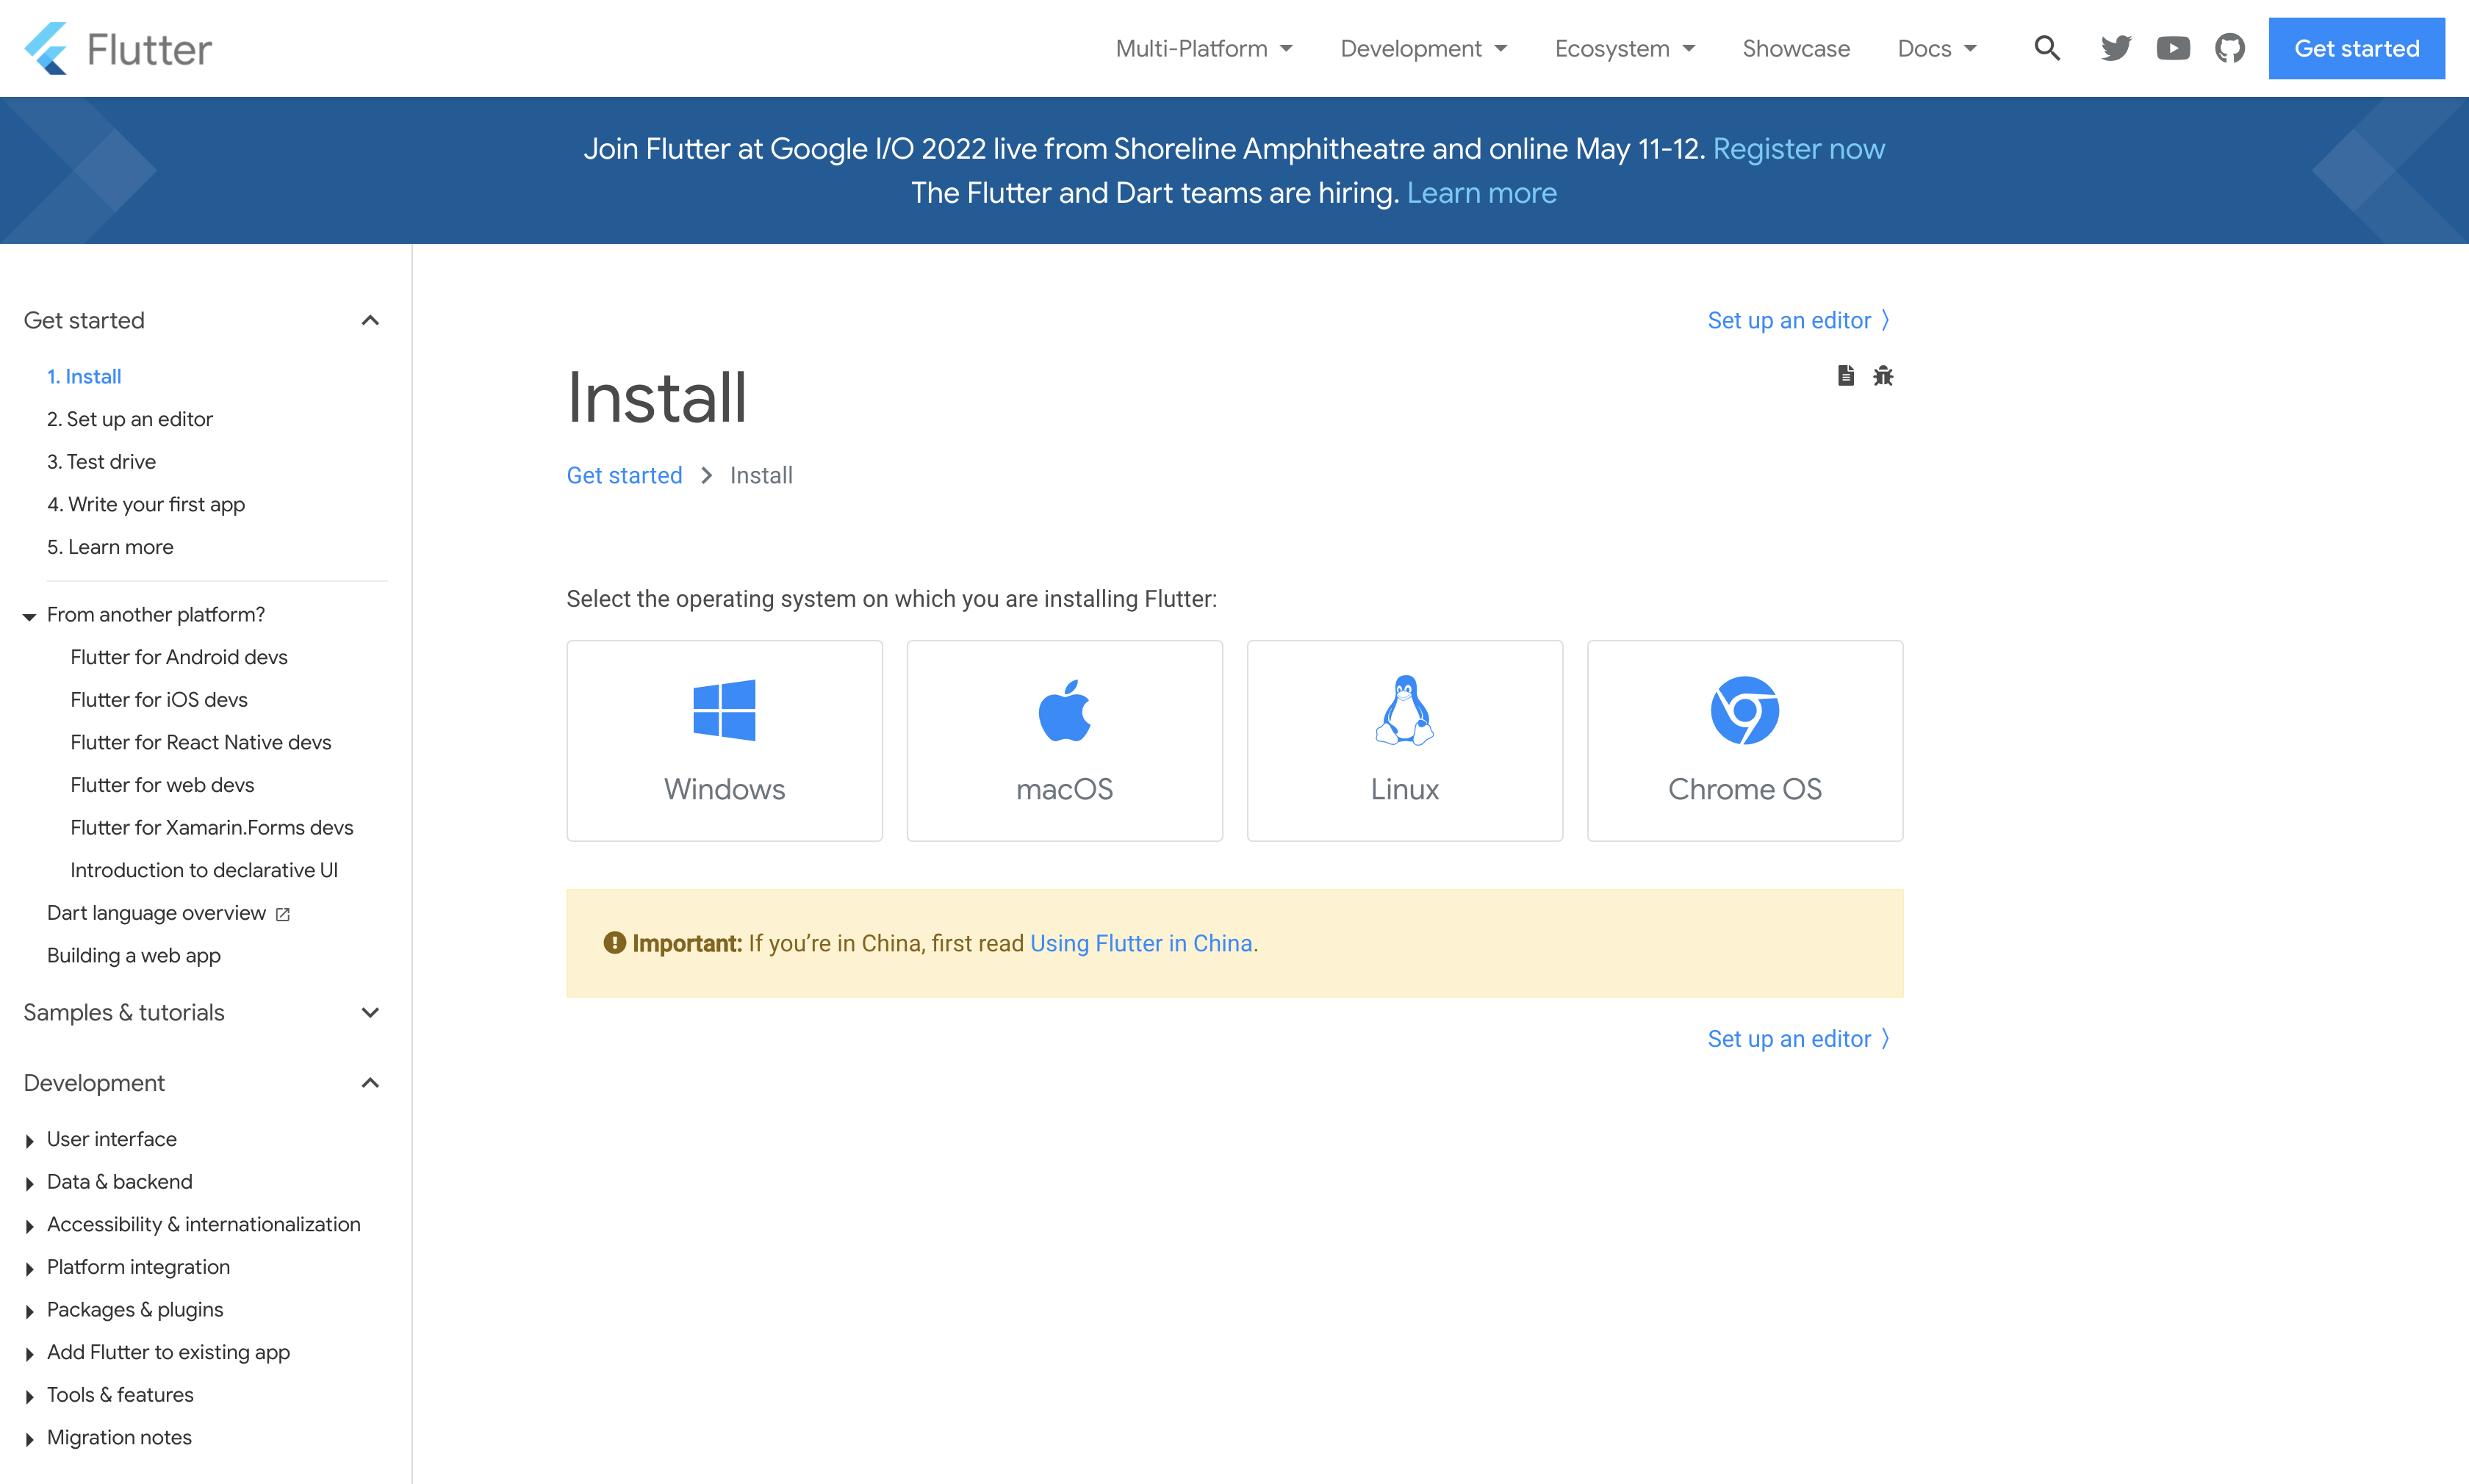 Flutter
Multi-Platform
Development
Ecosystem
Showcase
Docs
Get started
Join Flutter at Google I/O 2022 live from Shoreline Amphitheatre and online May 11-12. Register now
The Flutter and Dart teams are hiring. Learn more
Get started
1. Install
2. Set up an editor
3. Test drive
4. Write your first app
5. Learn more
From another platform?
Flutter for Android devs
Flutter for iOS devs
Flutter for React Native devs
Flutter for web devs
Flutter for Xamarin.Forms devs
Introduction to declarative UI
Dart language overview
Building a web app
Samples & tutorials
Development
User interface
Data & backend
Accessibility & internationalization
Platform integration
Packages & plugins
Add Flutter to existing app
Tools & features
Migration notes
Set up an editor 〉
Install
Get started
Install
Select the operating system on which you are installing Flutter:
Windows
macOS
Linux
Chrome OS
Important: If you’re in China, first read Using Flutter in China.
Set up an editor 〉